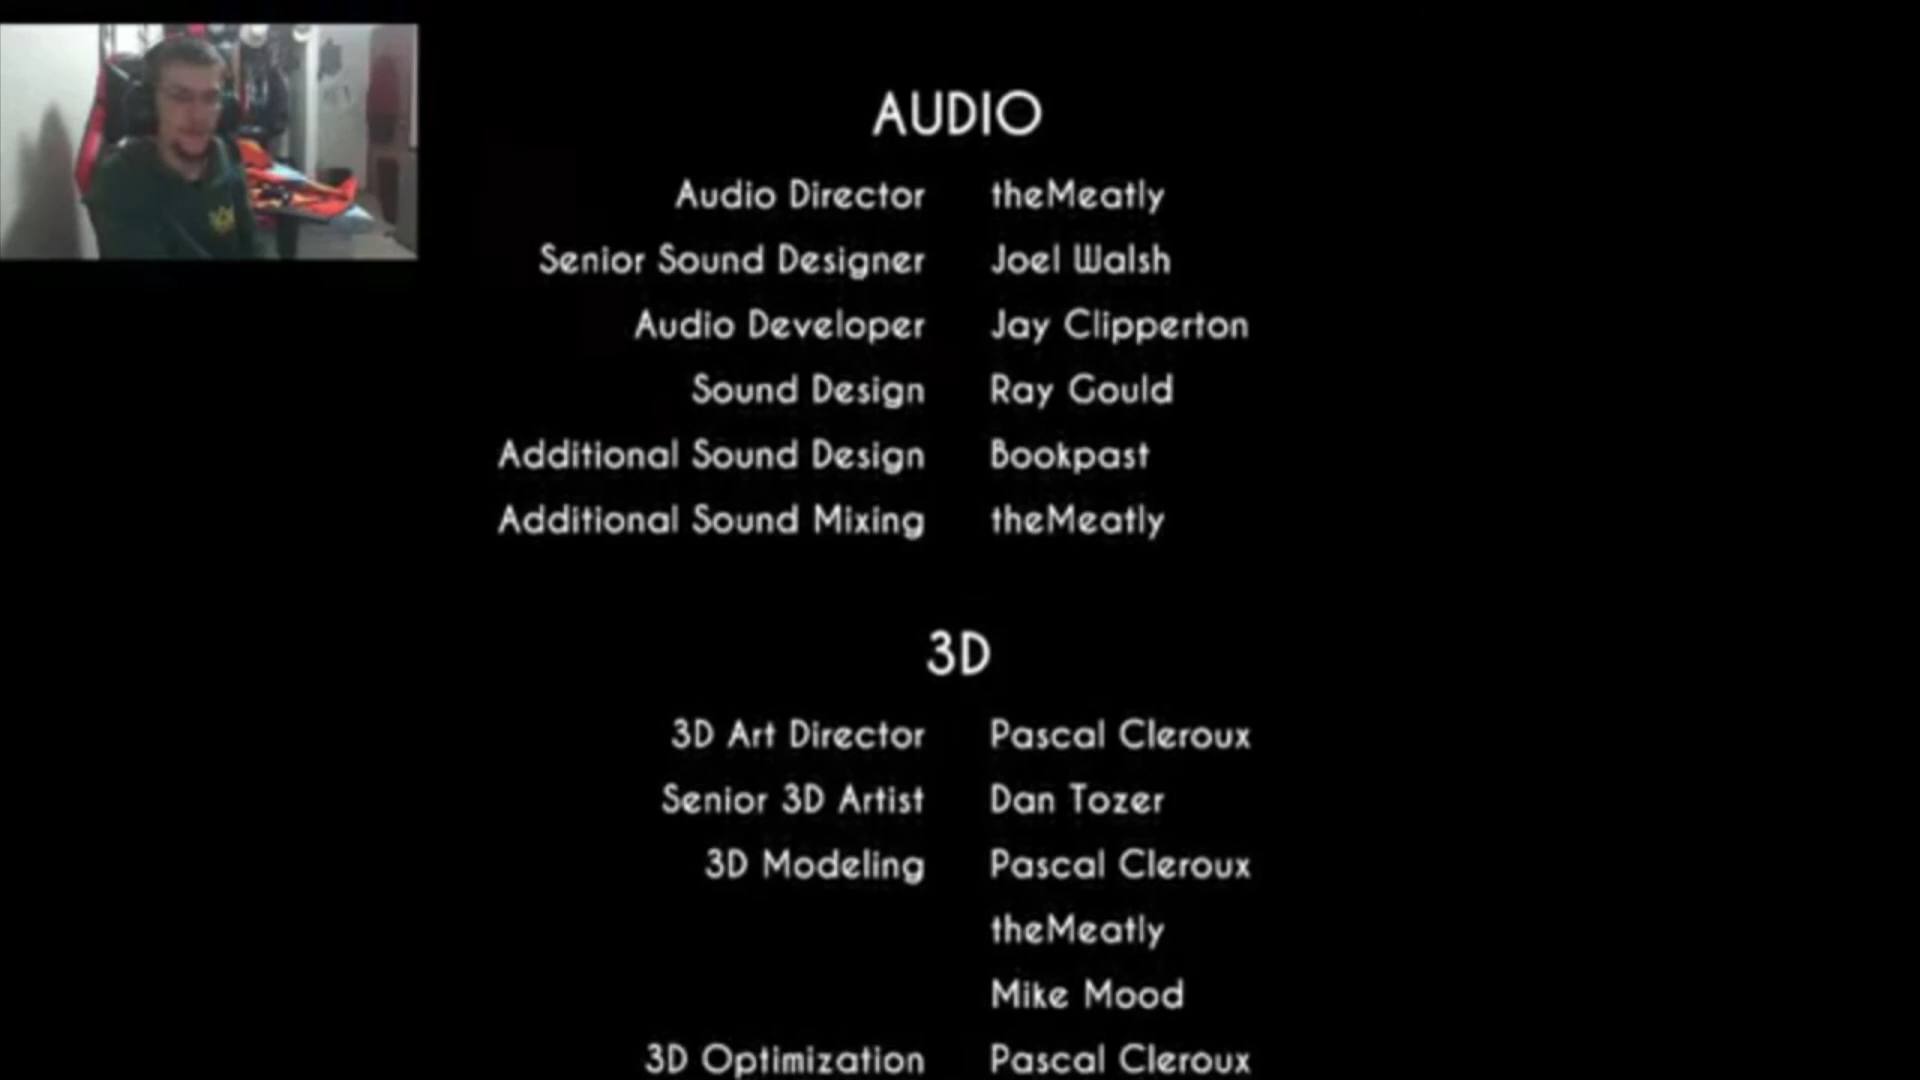 AUDIO
Audio Director theMeatly
Senior Sound Designer Joel Walsh
Audio Developer Jay Clipperton
Sound Design Ray Gould
Additional Sound Design Bookpast
Additional Sound Mixing theMeatly
3D
3D Art Director Pascal Cleroux
Senior 3D Artist Dan Tozer
3D Modeling Pascal Cleroux
theMeatly
Mike Mood
3D Optimization Pascal Cleroux